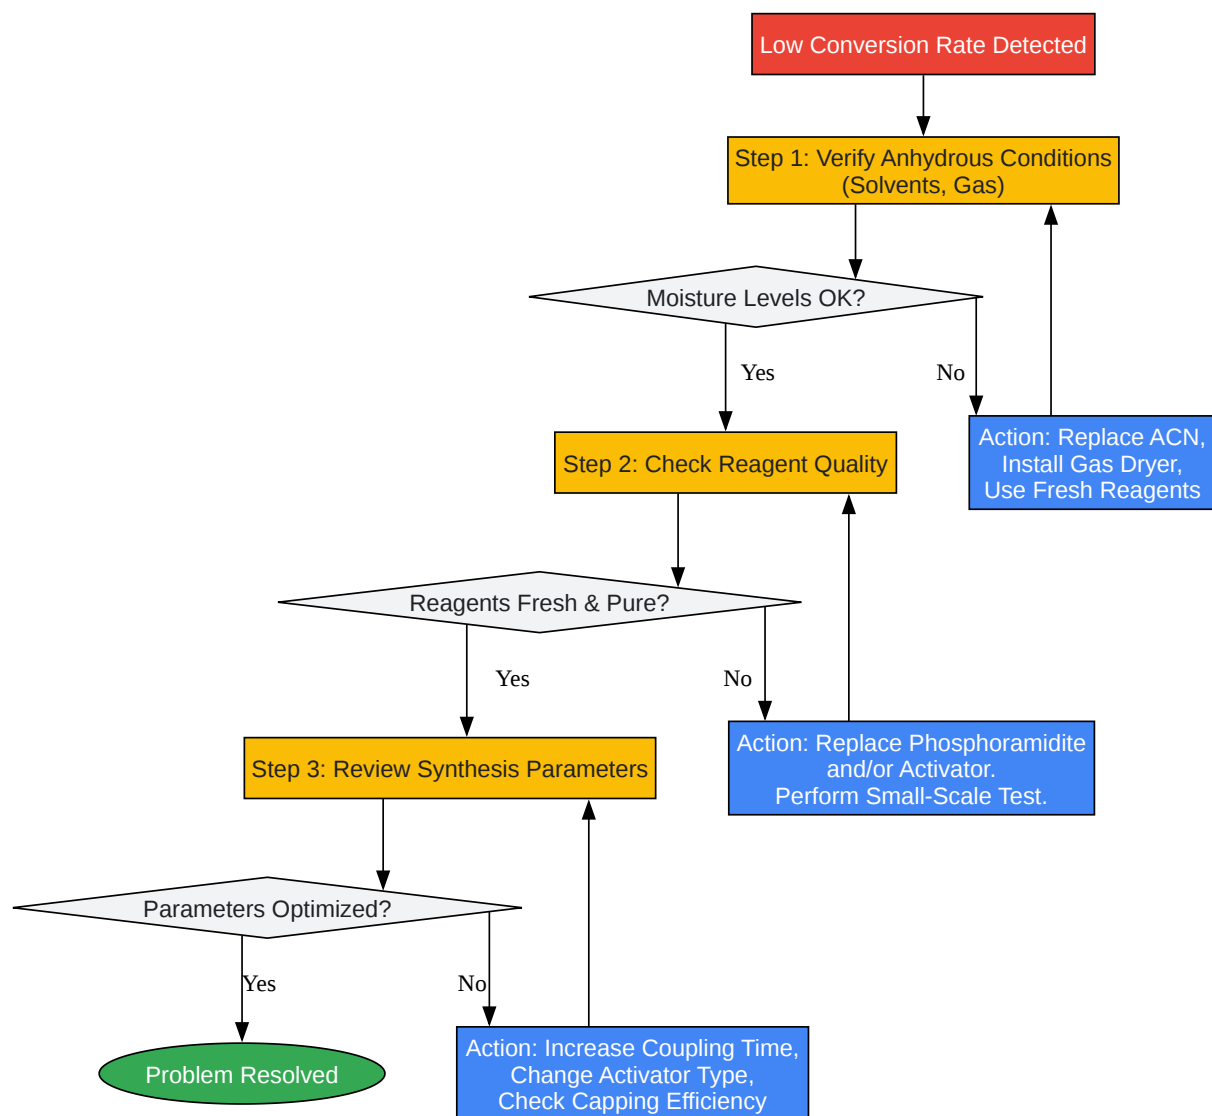 Low Conversion Rate Detected
Step 1: Verify Anhydrous Conditions
(Solvents, Gas)
Moisture Levels OK?
Yes
No
Action: Replace ACN,
Install Gas Dryer,
Use Fresh Reagents
Step 2: Check Reagent Quality
Reagents Fresh & Pure?
Yes
No
Action: Replace Phosphoramidite
and/or Activator.
Perform Small-Scale Test.
Step 3: Review Synthesis Parameters
Parameters Optimized?
Yes
No
Action: Increase Coupling Time,
Change Activator Type,
Check Capping Efficiency
Problem Resolved